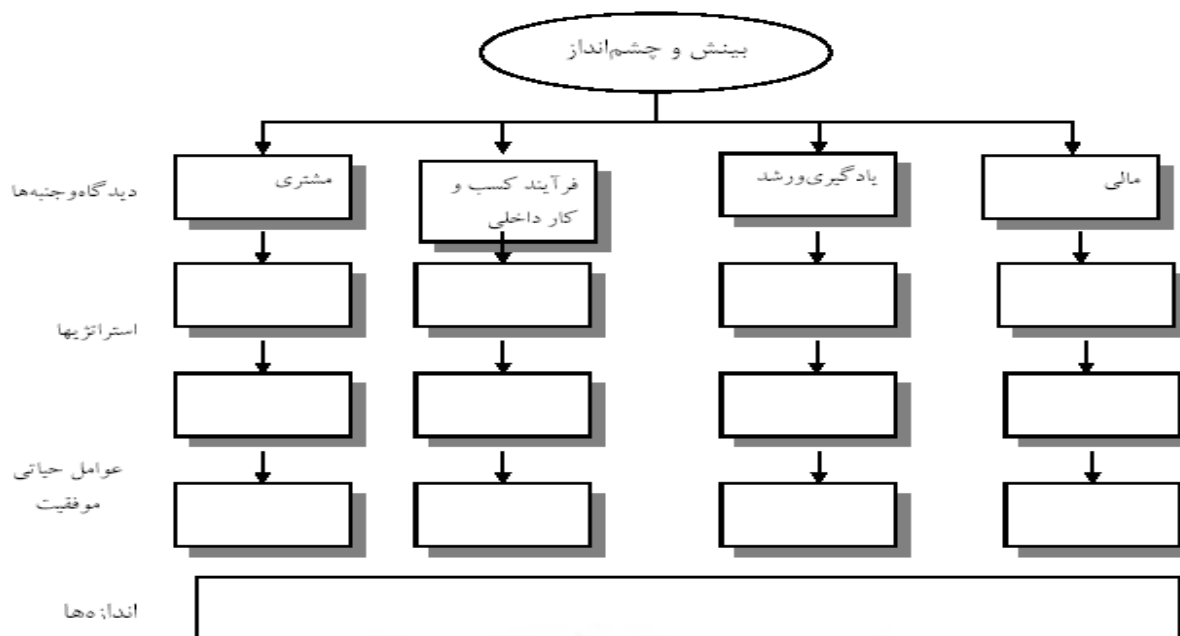 بینش و چشم‌انداز
مالی
یادگیری‌ورشد
فرآیند کسب و
کار داخلی
مشتری
دیدگاه‌وجنبه‌ها
استراتژیها
عوامل حیاتی
موفقیت
اندازه‌ها